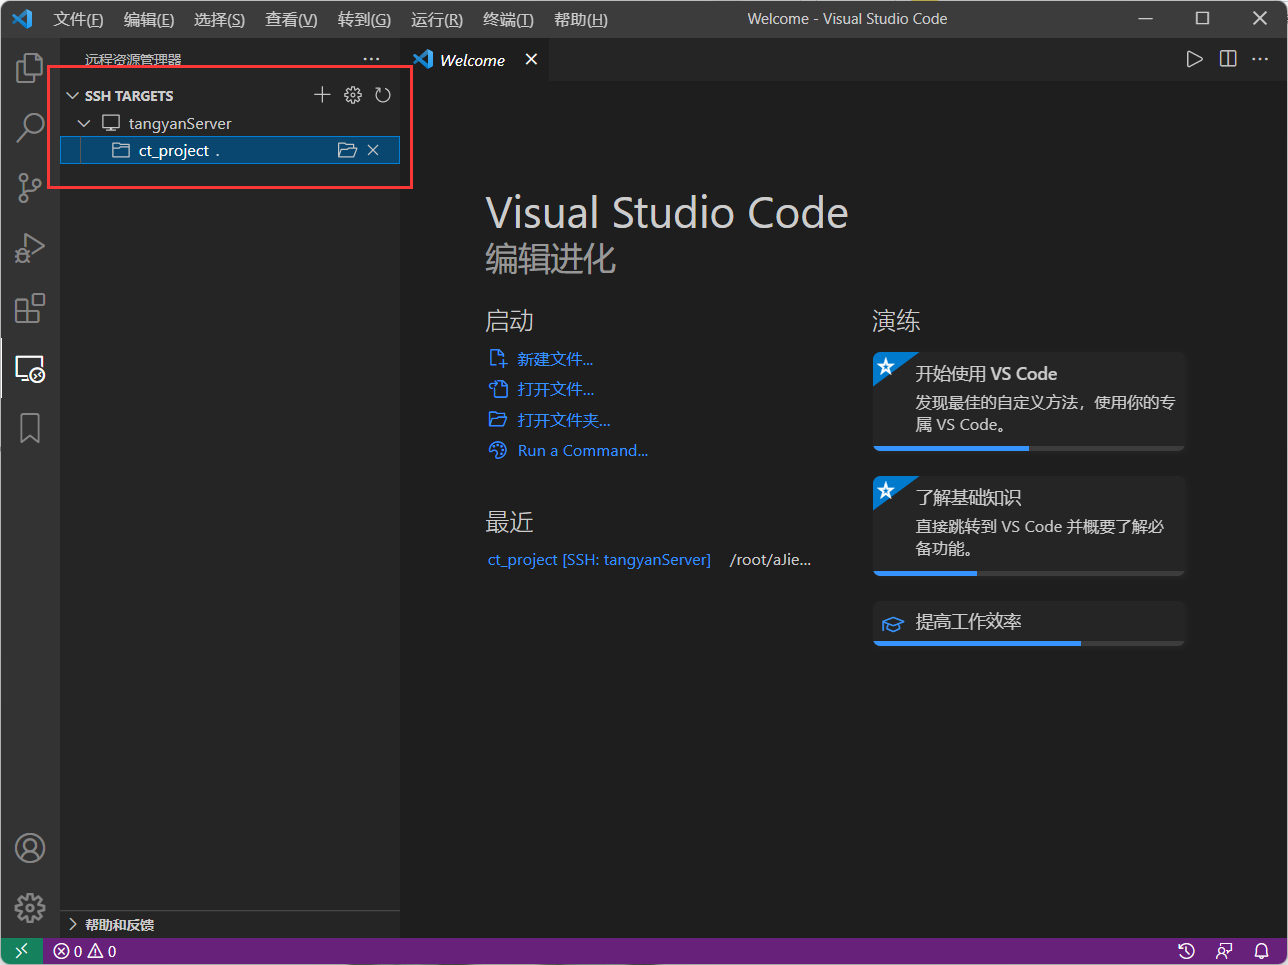 文件(F) 编辑(E) 选择(S) 查看(V) 转到(G) 运行(R) 终端(T) 帮助(H) Welcome - Visual Studio Code
远程资源管理器 ...
Welcome
SSH TARGETS
tangyanServer
ct_project .
Visual Studio Code
编辑进化
启动
新建文件...
打开文件...
打开文件夹...
Run a Command...
最近
ct_project [SSH: tangyanServer] /root/aJie...
演练
开始使用 VS Code
发现最佳的自定义方法，使用你的专
属 VS Code。
了解基础知识
直接跳转到 VS Code 并概要了解必
备功能。
提高工作效率
帮助和反馈
0 0